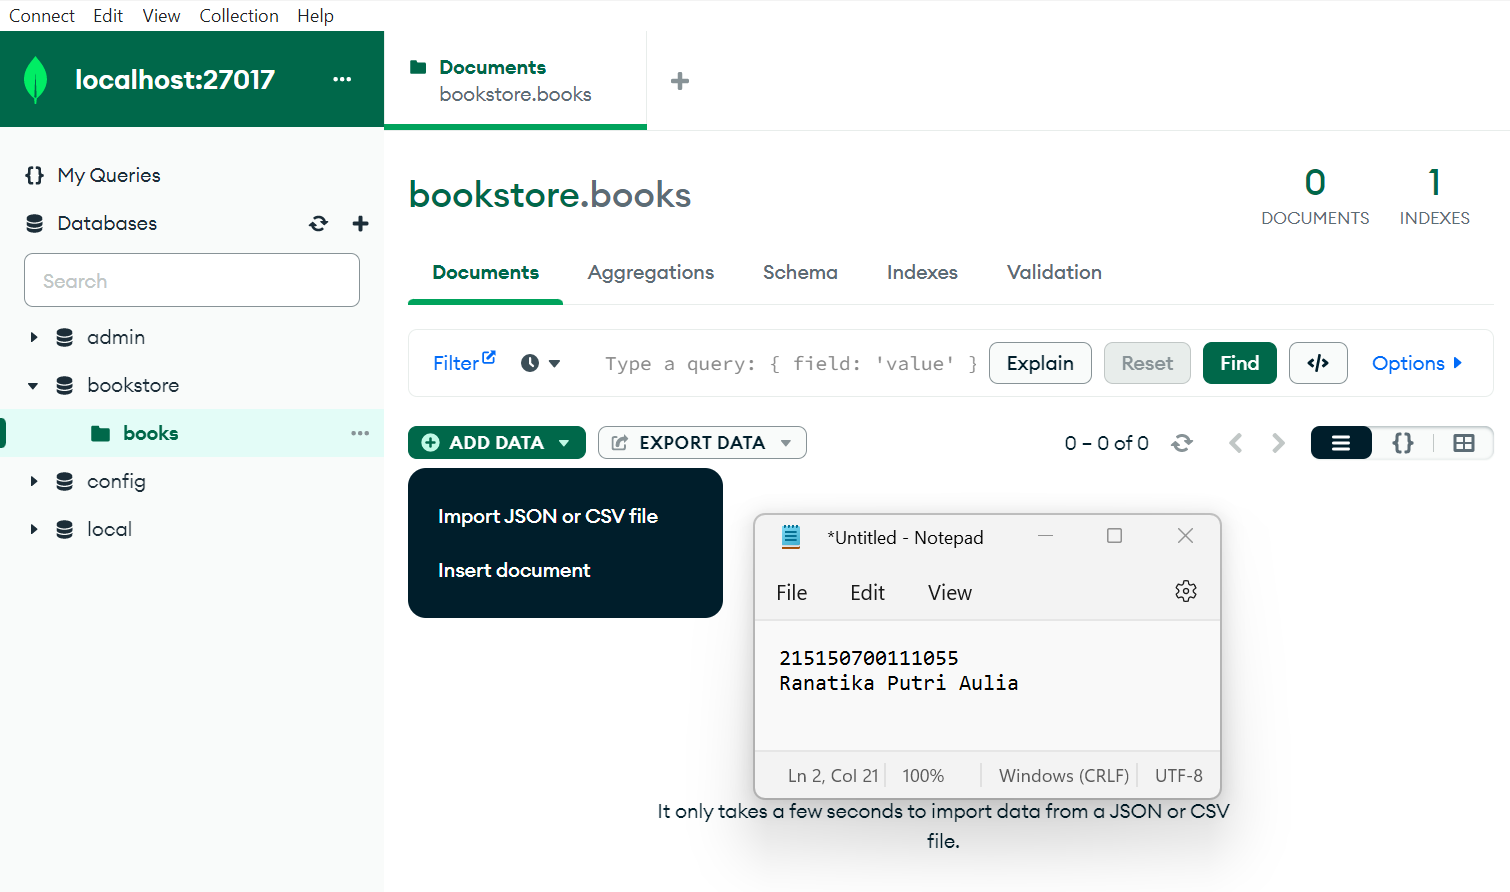 Connect Edit View Collection Help
localhost:27017 ...
Documents
bookstore.books
+
{} My Queries
Databases
Search
admin
bookstore
books ...
config
local
bookstore.books
0
DOCUMENTS
1
INDEXES
Documents Aggregations Schema Indexes Validation
Filter Type a query: { field: 'value' } Explain Reset Find </> Options
ADD DATA EXPORT DATA 0 – 0 of 0 {}
Import JSON or CSV file
Insert document
*Untitled - Notepad
File Edit View
215150700111055
Ranatika Putri Aulia
Ln 2, Col 21 100% Windows (CRLF) UTF-8
It only takes a few seconds to import data from a JSON or CSV
file.